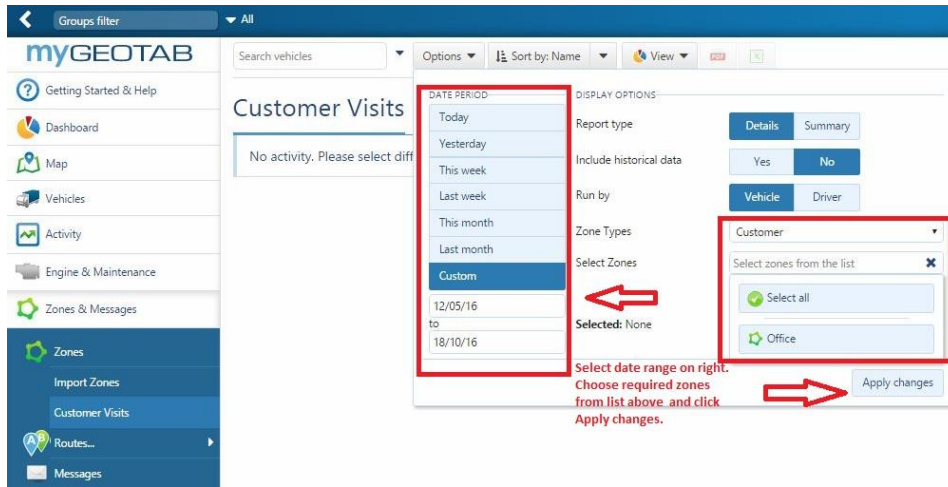 Groups filter
All
myGEOTAB
Search vehicles
Options
Sort by: Name
View
Getting Started & Help
Dashboard
Map
Vehicles
Activity
Engine & Maintenance
Zones & Messages
Zones
Import Zones
Customer Visits
Routes...
Messages
Customer Visits
No activity. Please select diff
DATE PERIOD
Today
Yesterday
This week
Last week
This month
Last month
Custom
12/05/16
to
18/10/16
DISPLAY OPTIONS
Report type
Details
Summary
Include historical data
Yes
No
Run by
Vehicle
Driver
Zone Types
Customer
Select Zones
Select zones from the list
Select all
Office
Selected: None
Select date range on right.
Choose required zones
from list above and click
Apply changes.
Apply changes